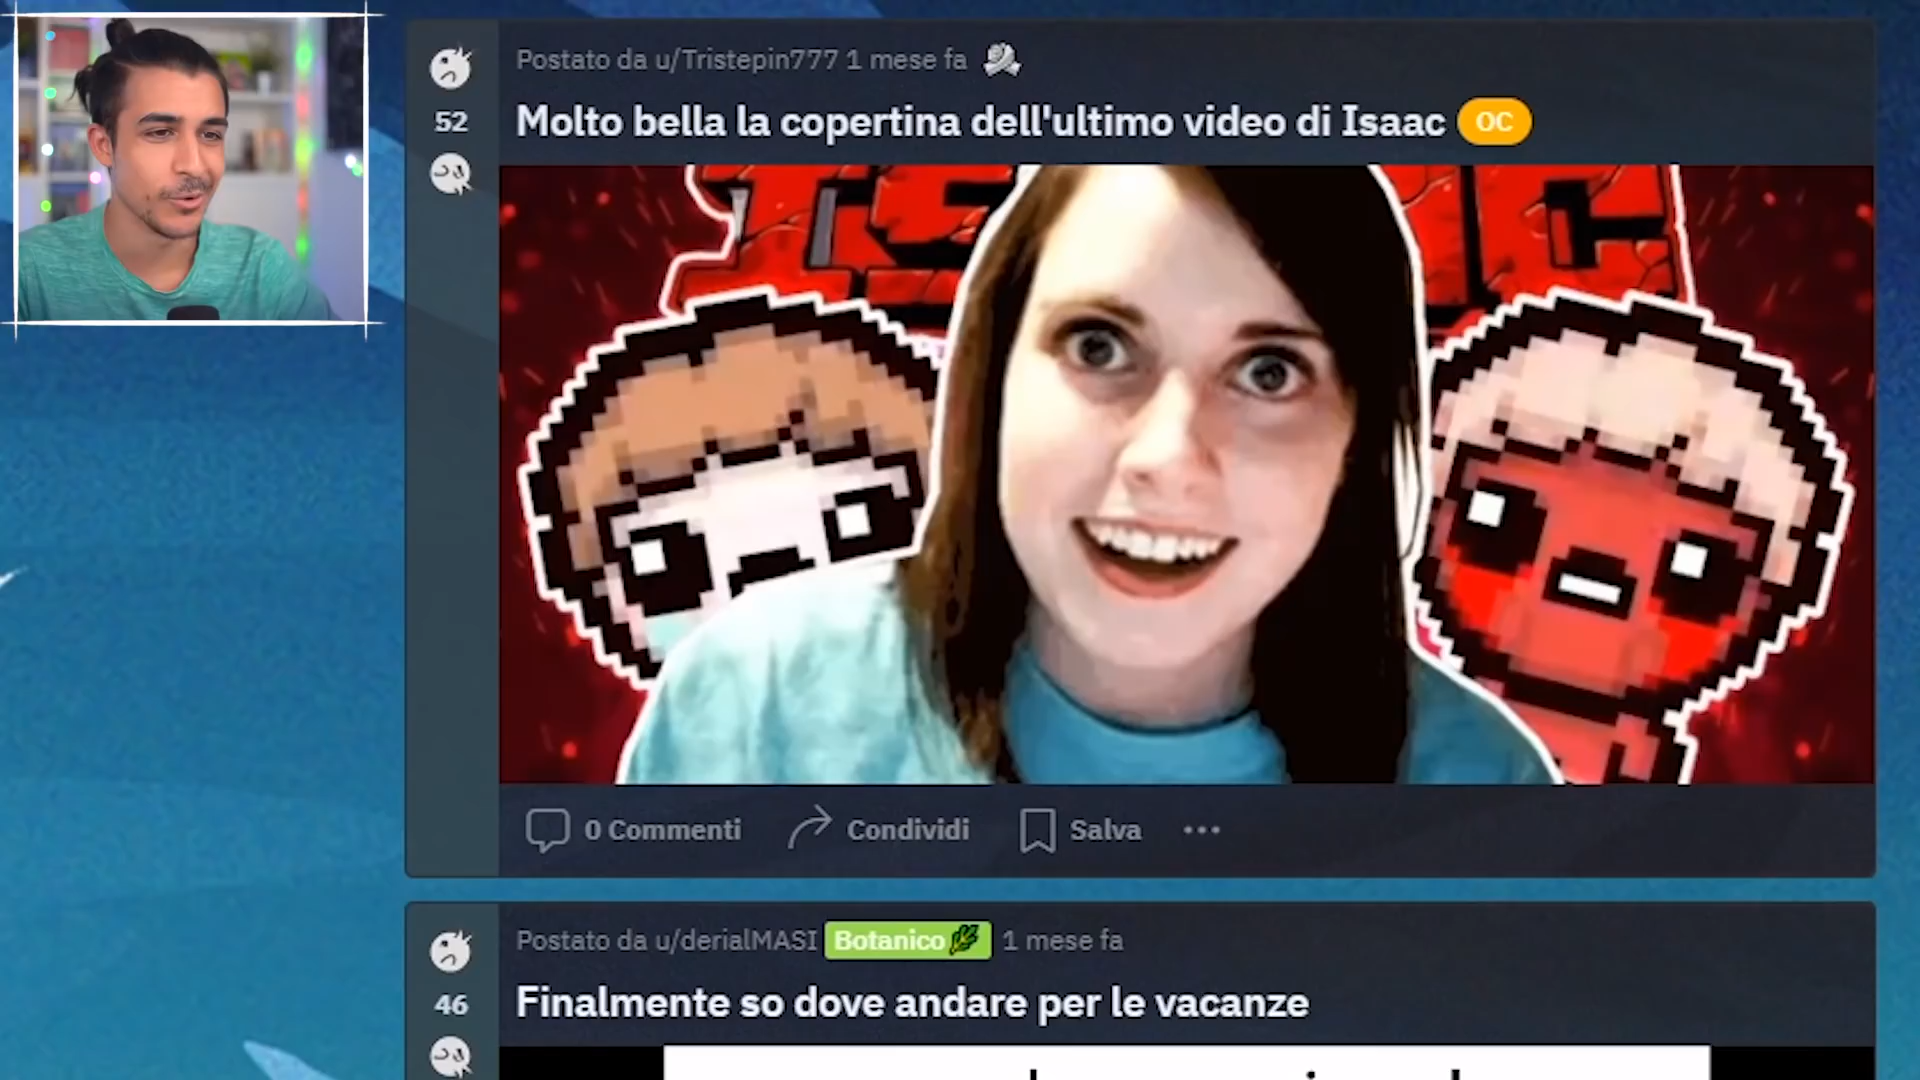 Postato da u/Tristepin777 1 mese fa
52
Molto bella la copertina dell'ultimo video di Isaac OC
0 Commenti Condividi Salva
Postato da u/derialMASI Botanico 1 mese fa
46
Finalmente so dove andare per le vacanze